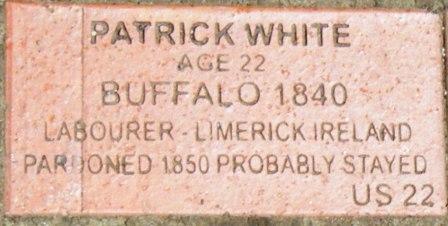 PATRICK WHITE
AGE 22
BUFFALO 1840
LABOURER - LIMERICK IRELAND
PARDONED 1850 PROBABLY STAYED
US 22